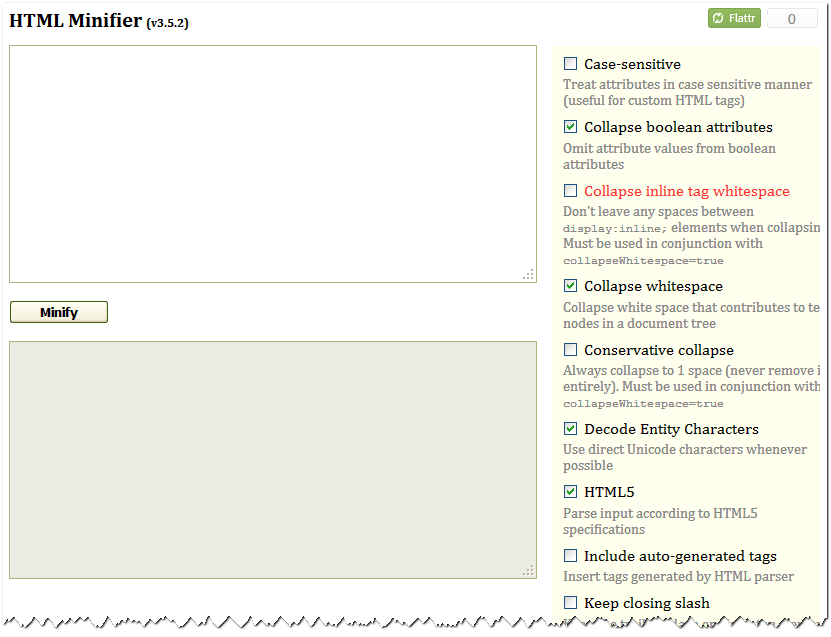 HTML Minifier (v3.5.2)
Flattr
0
Case-sensitive
Treat attributes in case sensitive manner
(useful for custom HTML tags)
Collapse boolean attributes
Omit attribute values from boolean
attributes
Collapse inline tag whitespace
Don't leave any spaces between
display:inline; elements when collapsin
Must be used in conjunction with
collapseWhitespace=true
Minify
Collapse whitespace
Collapse white space that contributes to te
nodes in a document tree
Conservative collapse
Always collapse to 1 space (never remove i
entirely). Must be used in conjunction with
collapseWhitespace=true
Decode Entity Characters
Use direct Unicode characters whenever
possible
HTML5
Parse input according to HTML5
specifications
Include auto-generated tags
Insert tags generated by HTML parser
Keep closing slash